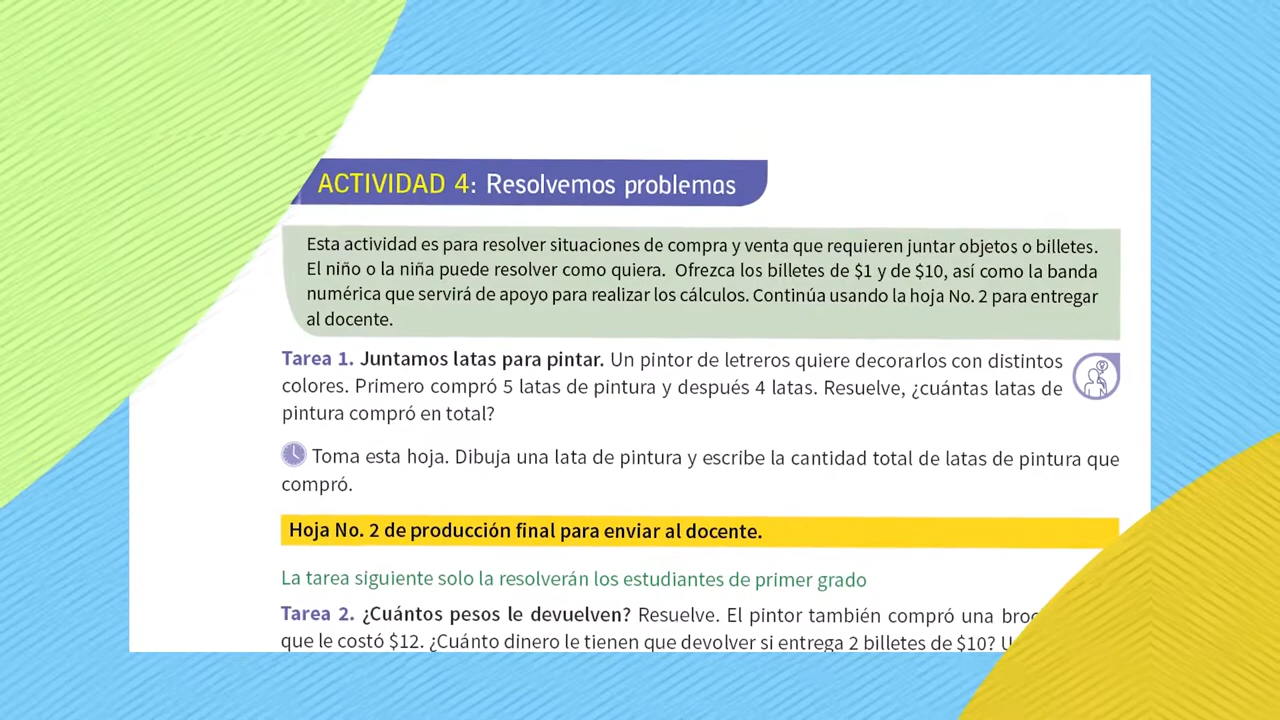 ACTIVIDAD 4: Resolvemos problemas
Esta actividad es para resolver situaciones de compra y venta que requieren juntar objetos o billetes.
El niño o la niña puede resolver como quiera. Ofrezca los billetes de $1 y de $10, así como la banda
numérica que servirá de apoyo para realizar los cálculos. Continúa usando la hoja No. 2 para entregar
al docente.
Tarea 1. Juntamos latas para pintar. Un pintor de letreros quiere decorarlos con distintos
colores. Primero compró 5 latas de pintura y después 4 latas. Resuelve, ¿cuántas latas de
pintura compró en total?
Toma esta hoja. Dibuja una lata de pintura y escribe la cantidad total de latas de pintura que
compró.
Hoja No. 2 de producción final para enviar al docente.
La tarea siguiente solo la resolverán los estudiantes de primer grado
Tarea 2. ¿Cuántos pesos le devuelven? Resuelve. El pintor también compró una
que le costó $12. ¿Cuánto dinero le tienen que devolver si entrega 2 billetes de $10?